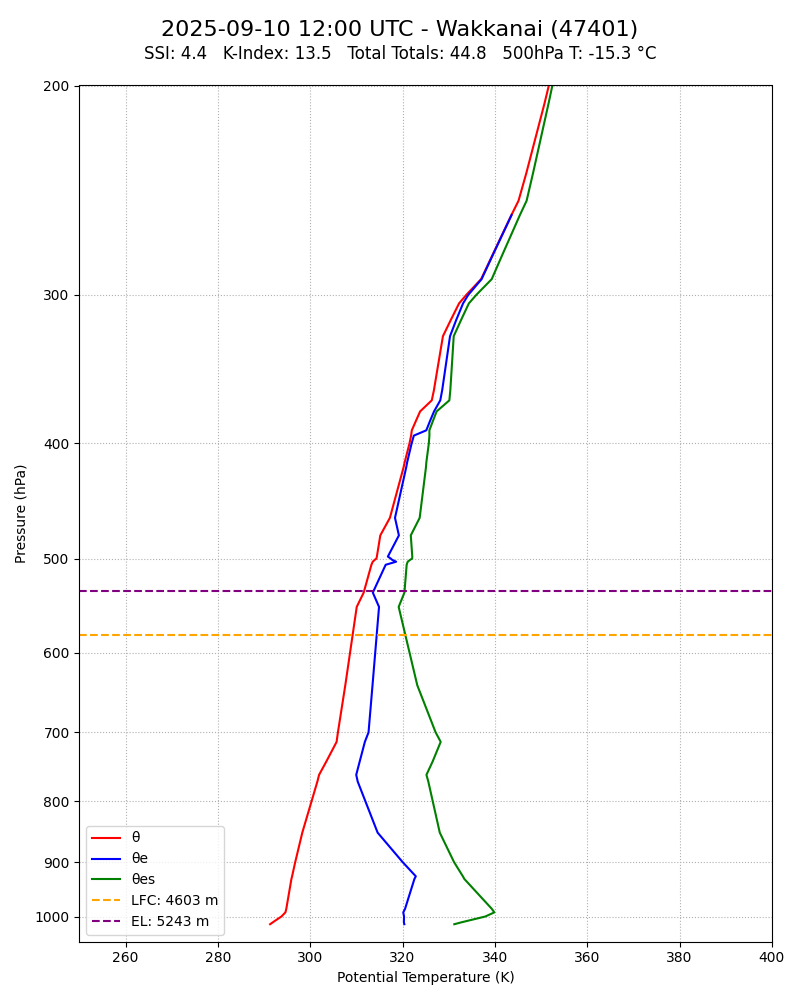 2025-09-10 12:00 UTC - Wakkanai (47401)
SSI: 4.4   K-Index: 13.5   Total Totals: 44.8   500hPa T: -15.3 °C
200
300
400
500
600
700
800
900
1000
Pressure (hPa)
θ
θe
θes
LFC: 4603 m
EL: 5243 m
260 280 300 320 340 360 380 400
Potential Temperature (K)